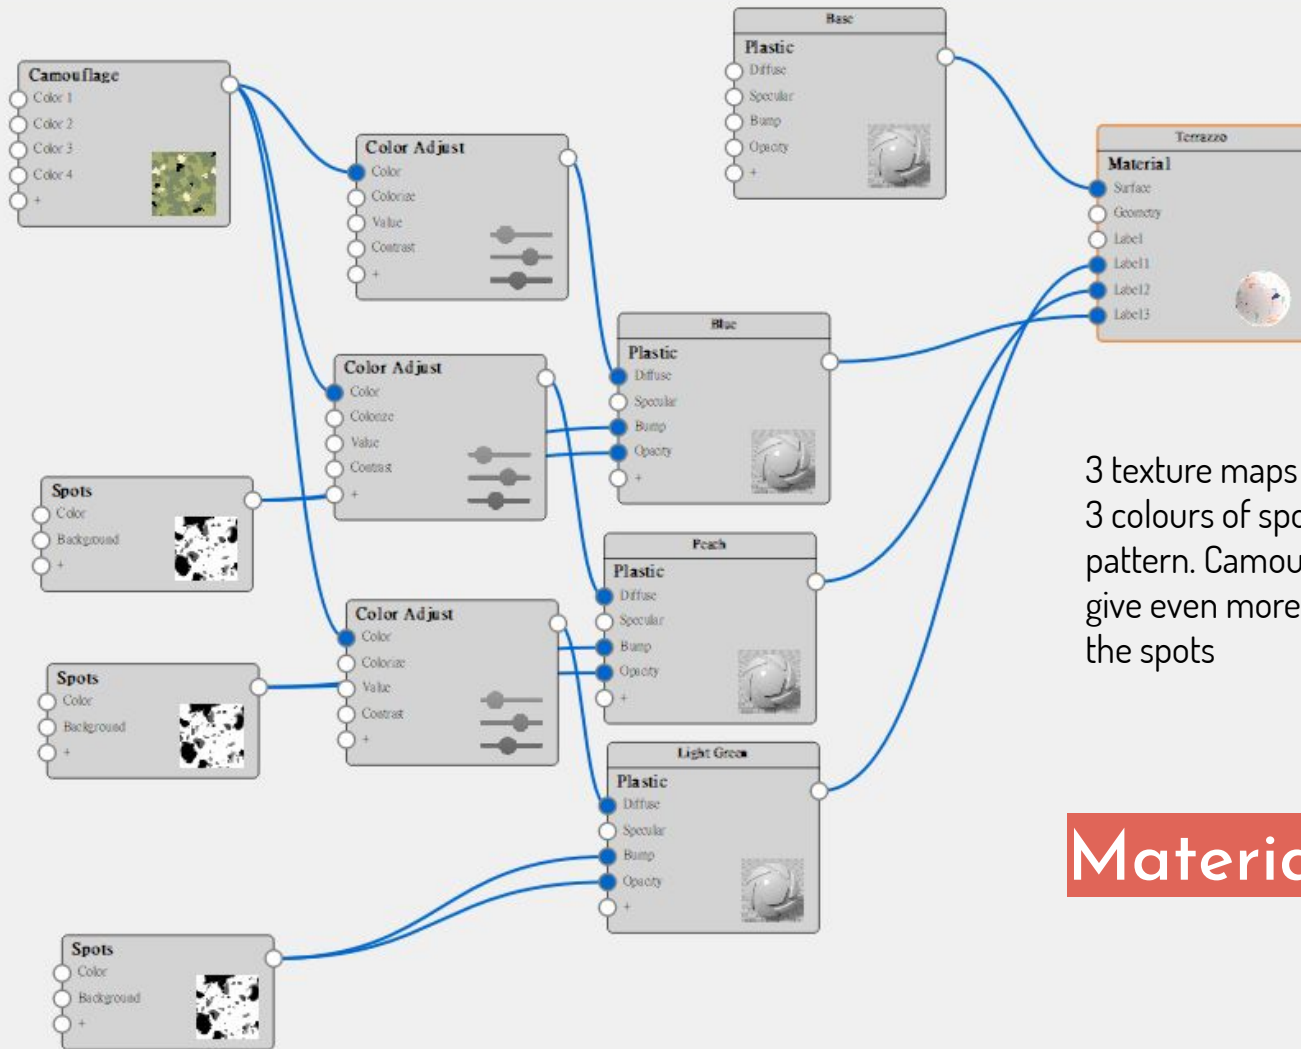 Base
Plastic
Diffuse
Specular
Bump
Opacity
+
Camouflage
Color 1
Color 2
Color 3
Color 4
+
Color Adjust
Color
Colorize
Value
Contrast
+
Terrazzo
Material
Surface
Geometry
Label
Label1
Label2
Label3
Blue
Plastic
Diffuse
Specular
Bump
Opacity
+
Color Adjust
Color
Colorize
Value
Contrast
+
Spots
Color
Background
+
3 texture maps
3 colours of spo
pattern. Camou
give even more
the spots
Peach
Plastic
Diffuse
Specular
Bump
Opacity
+
Color Adjust
Color
Colorize
Value
Contrast
+
Spots
Color
Background
+
Light Green
Plastic
Diffuse
Specular
Bump
Opacity
+
Materia
Spots
Color
Background
+